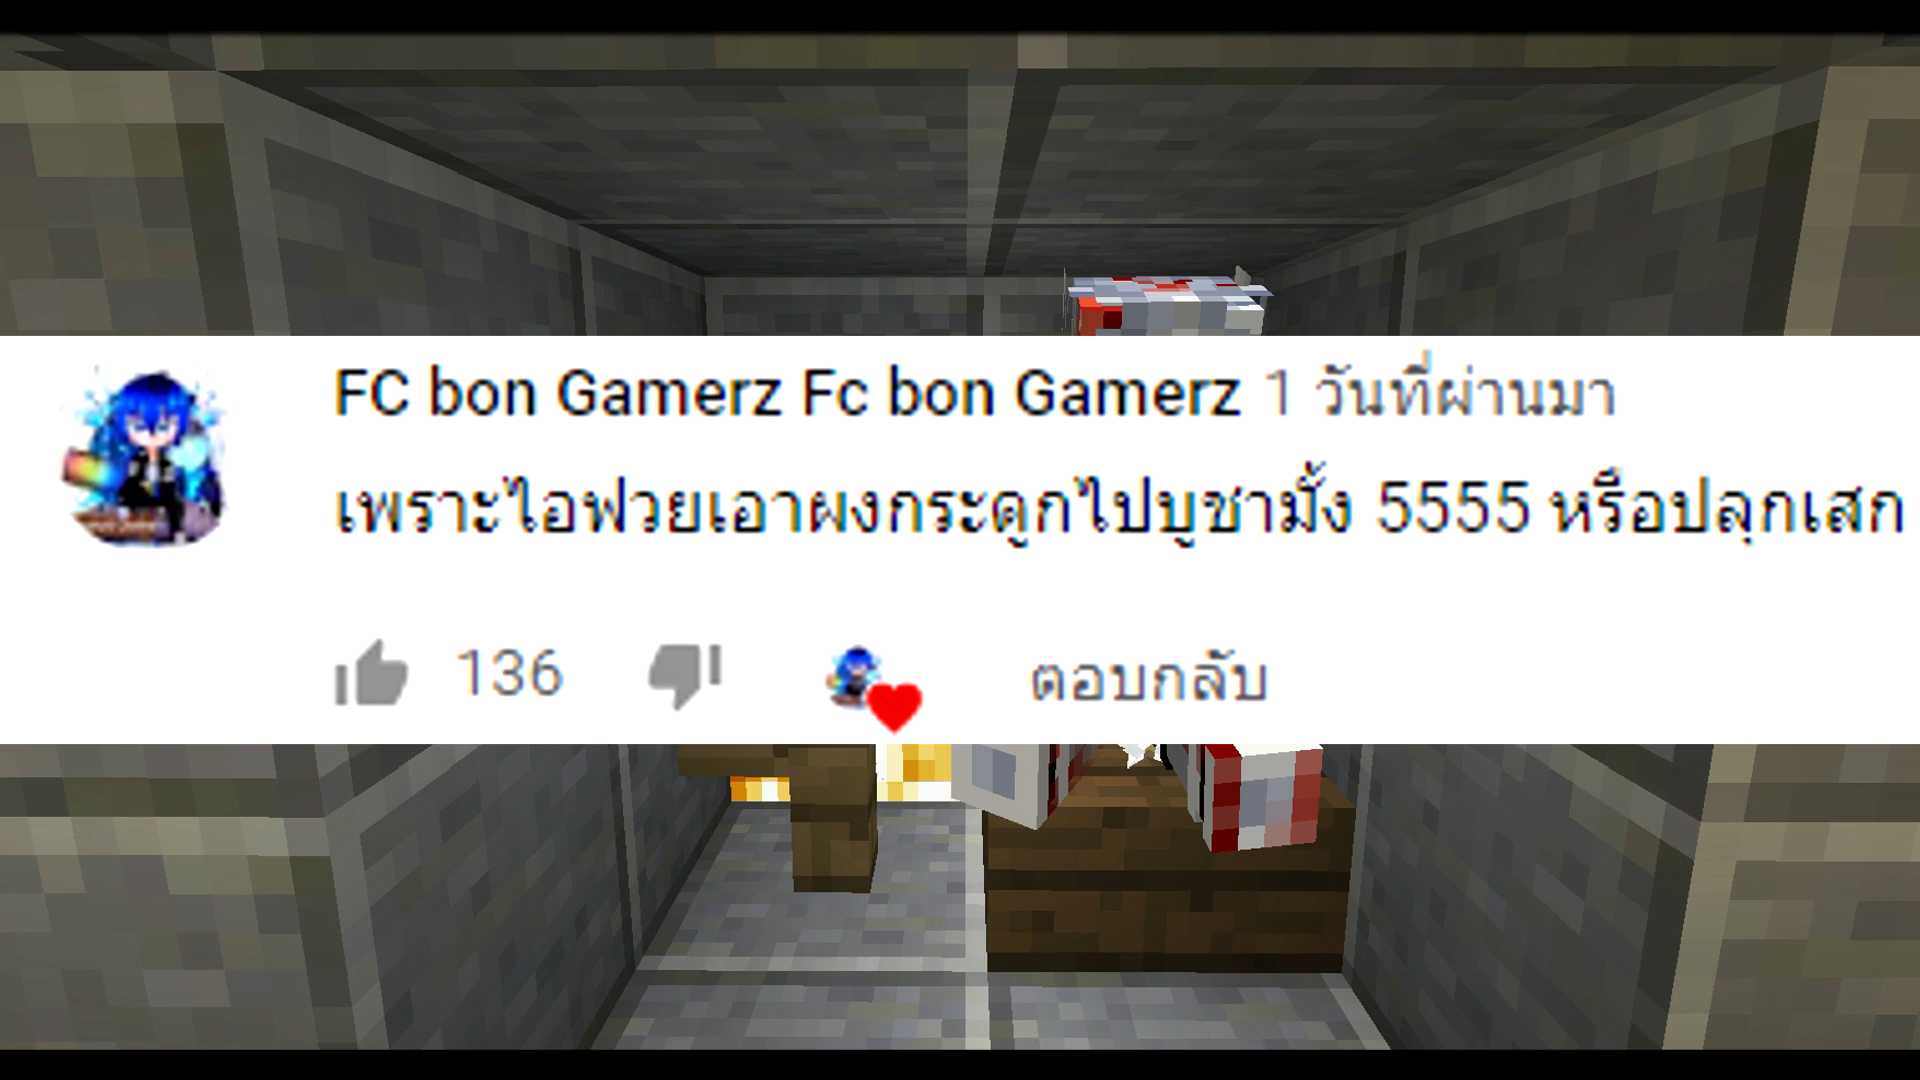 FC bon Gamerz Fc bon Gamerz 1 วันที่ผ่านมา
เพราะไอฟวยเอาผงกระดูกไปบูชามั้ง 5555 หรือปลุกเสก
136 ตอบกลับ